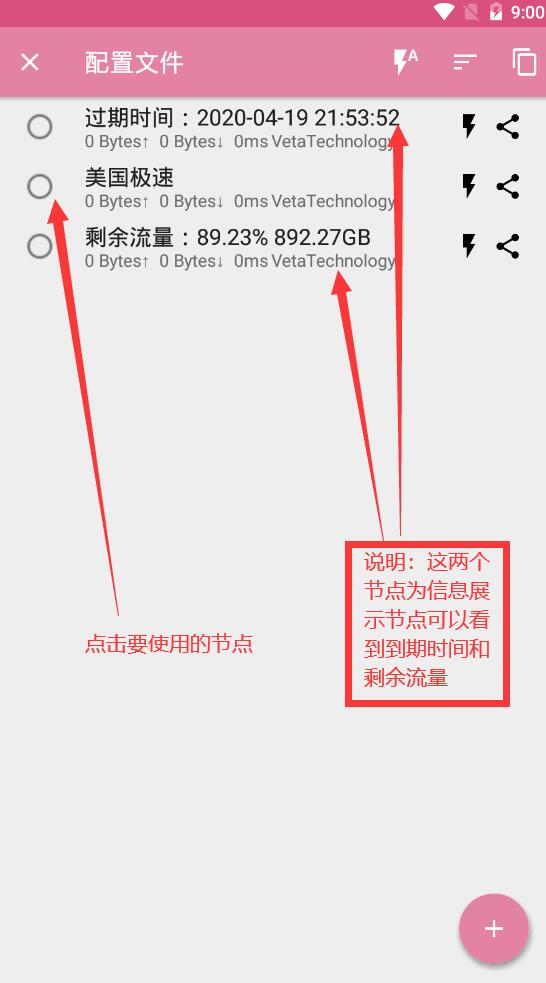 9:00
配置文件
A
过期时间：2020-04-19 21:53:52
0 Bytes↑ 0 Bytes↓ 0ms VetaTechnology
美国极速
0 Bytes↑ 0 Bytes↓ 0ms VetaTechnology
剩余流量：89.23% 892.27GB
0 Bytes↑ 0 Bytes↓ 0ms VetaTechnology
说明：这两个
节点为信息展
示节点可以看
到到期时间和
剩余流量
点击要使用的节点